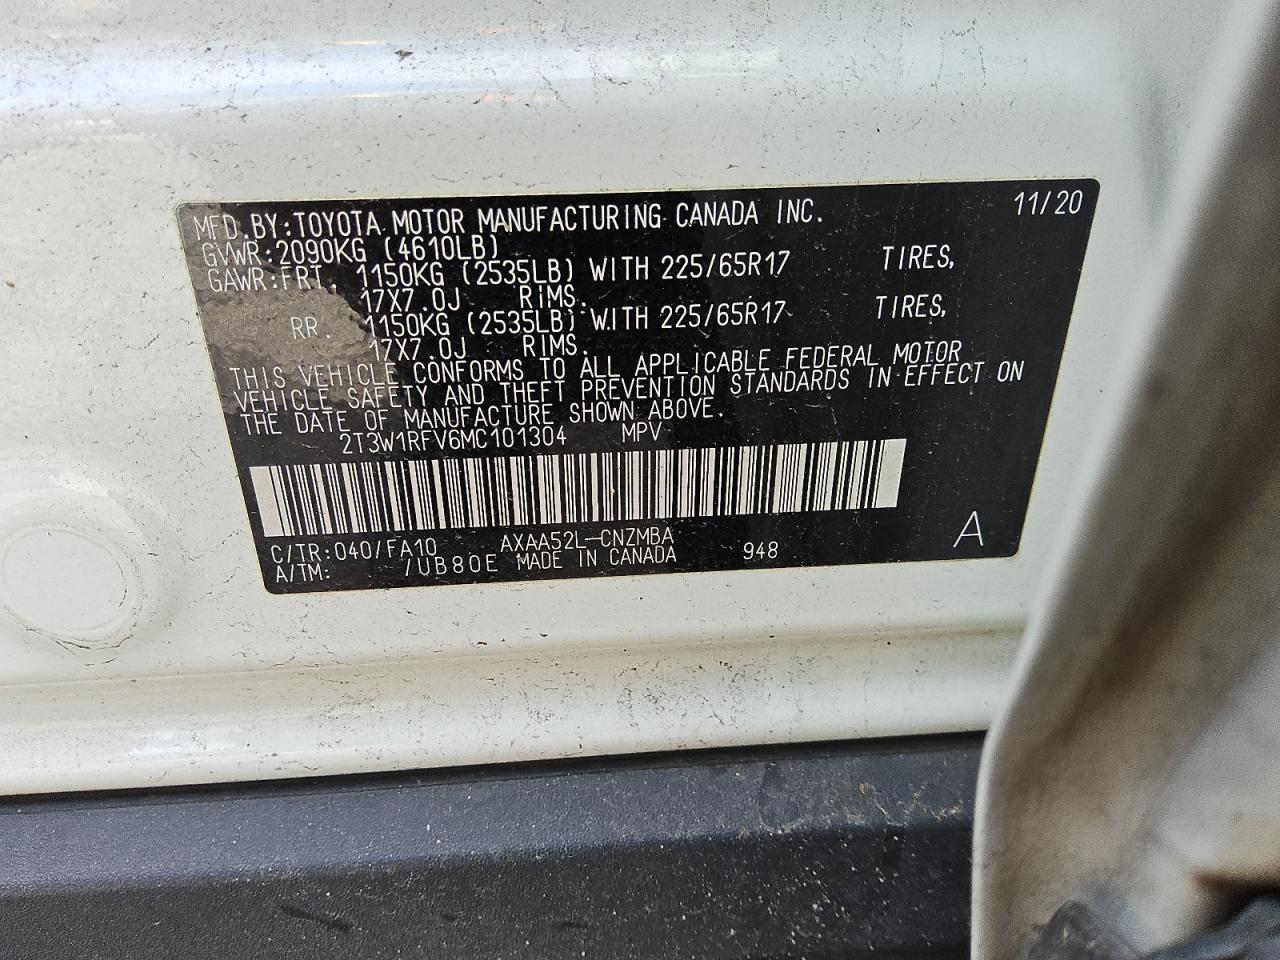 MFD.BY:TOYOTA MOTOR MANUFACTURING CANADA INC. 11/20
GVWR:2090KG (4610LB)
GAWR:FRT. 1150KG (2535LB) WITH 225/65R17 TIRES,
17X7.0J RIMS.
RR. 1150KG (2535LB) WITH 225/65R17 TIRES,
17X7.0J RIMS.
THIS VEHICLE CONFORMS TO ALL APPLICABLE FEDERAL MOTOR
VEHICLE SAFETY AND THEFT PREVENTION STANDARDS IN EFFECT ON
THE DATE OF MANUFACTURE SHOWN ABOVE.
2T3W1RFV6MC101304 MPV
C/TR:040/FA10 AXAA52L-CNZMBA
A/TM: /UB80E MADE IN CANADA 948 A